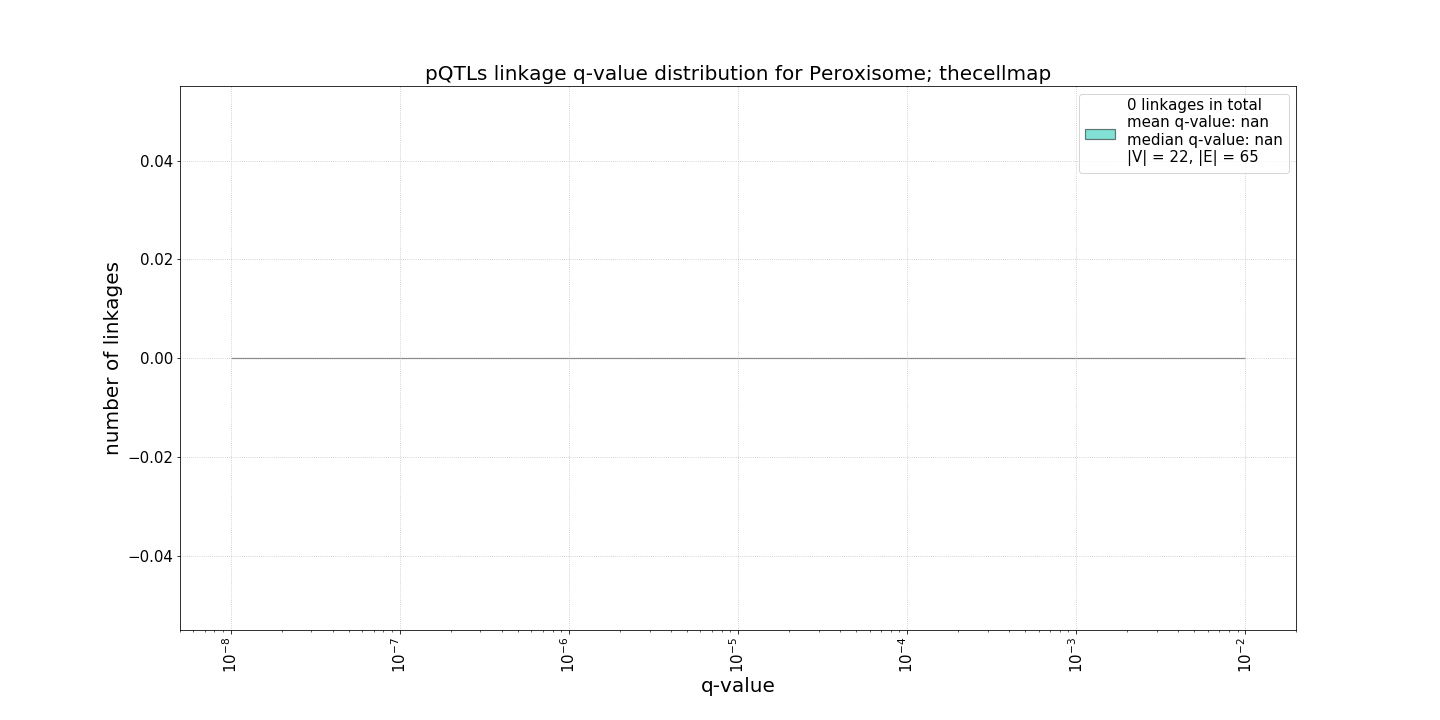 pQTLs linkage q-value distribution for Peroxisome; thecellmap
0 linkages in total
mean q-value: nan
median q-value: nan
|V| = 22, |E| = 65
number of linkages
0.04
0.02
0.00
−0.02
−0.04
10⁻⁸
10⁻⁷
10⁻⁶
10⁻⁵
10⁻⁴
10⁻³
10⁻²
q-value